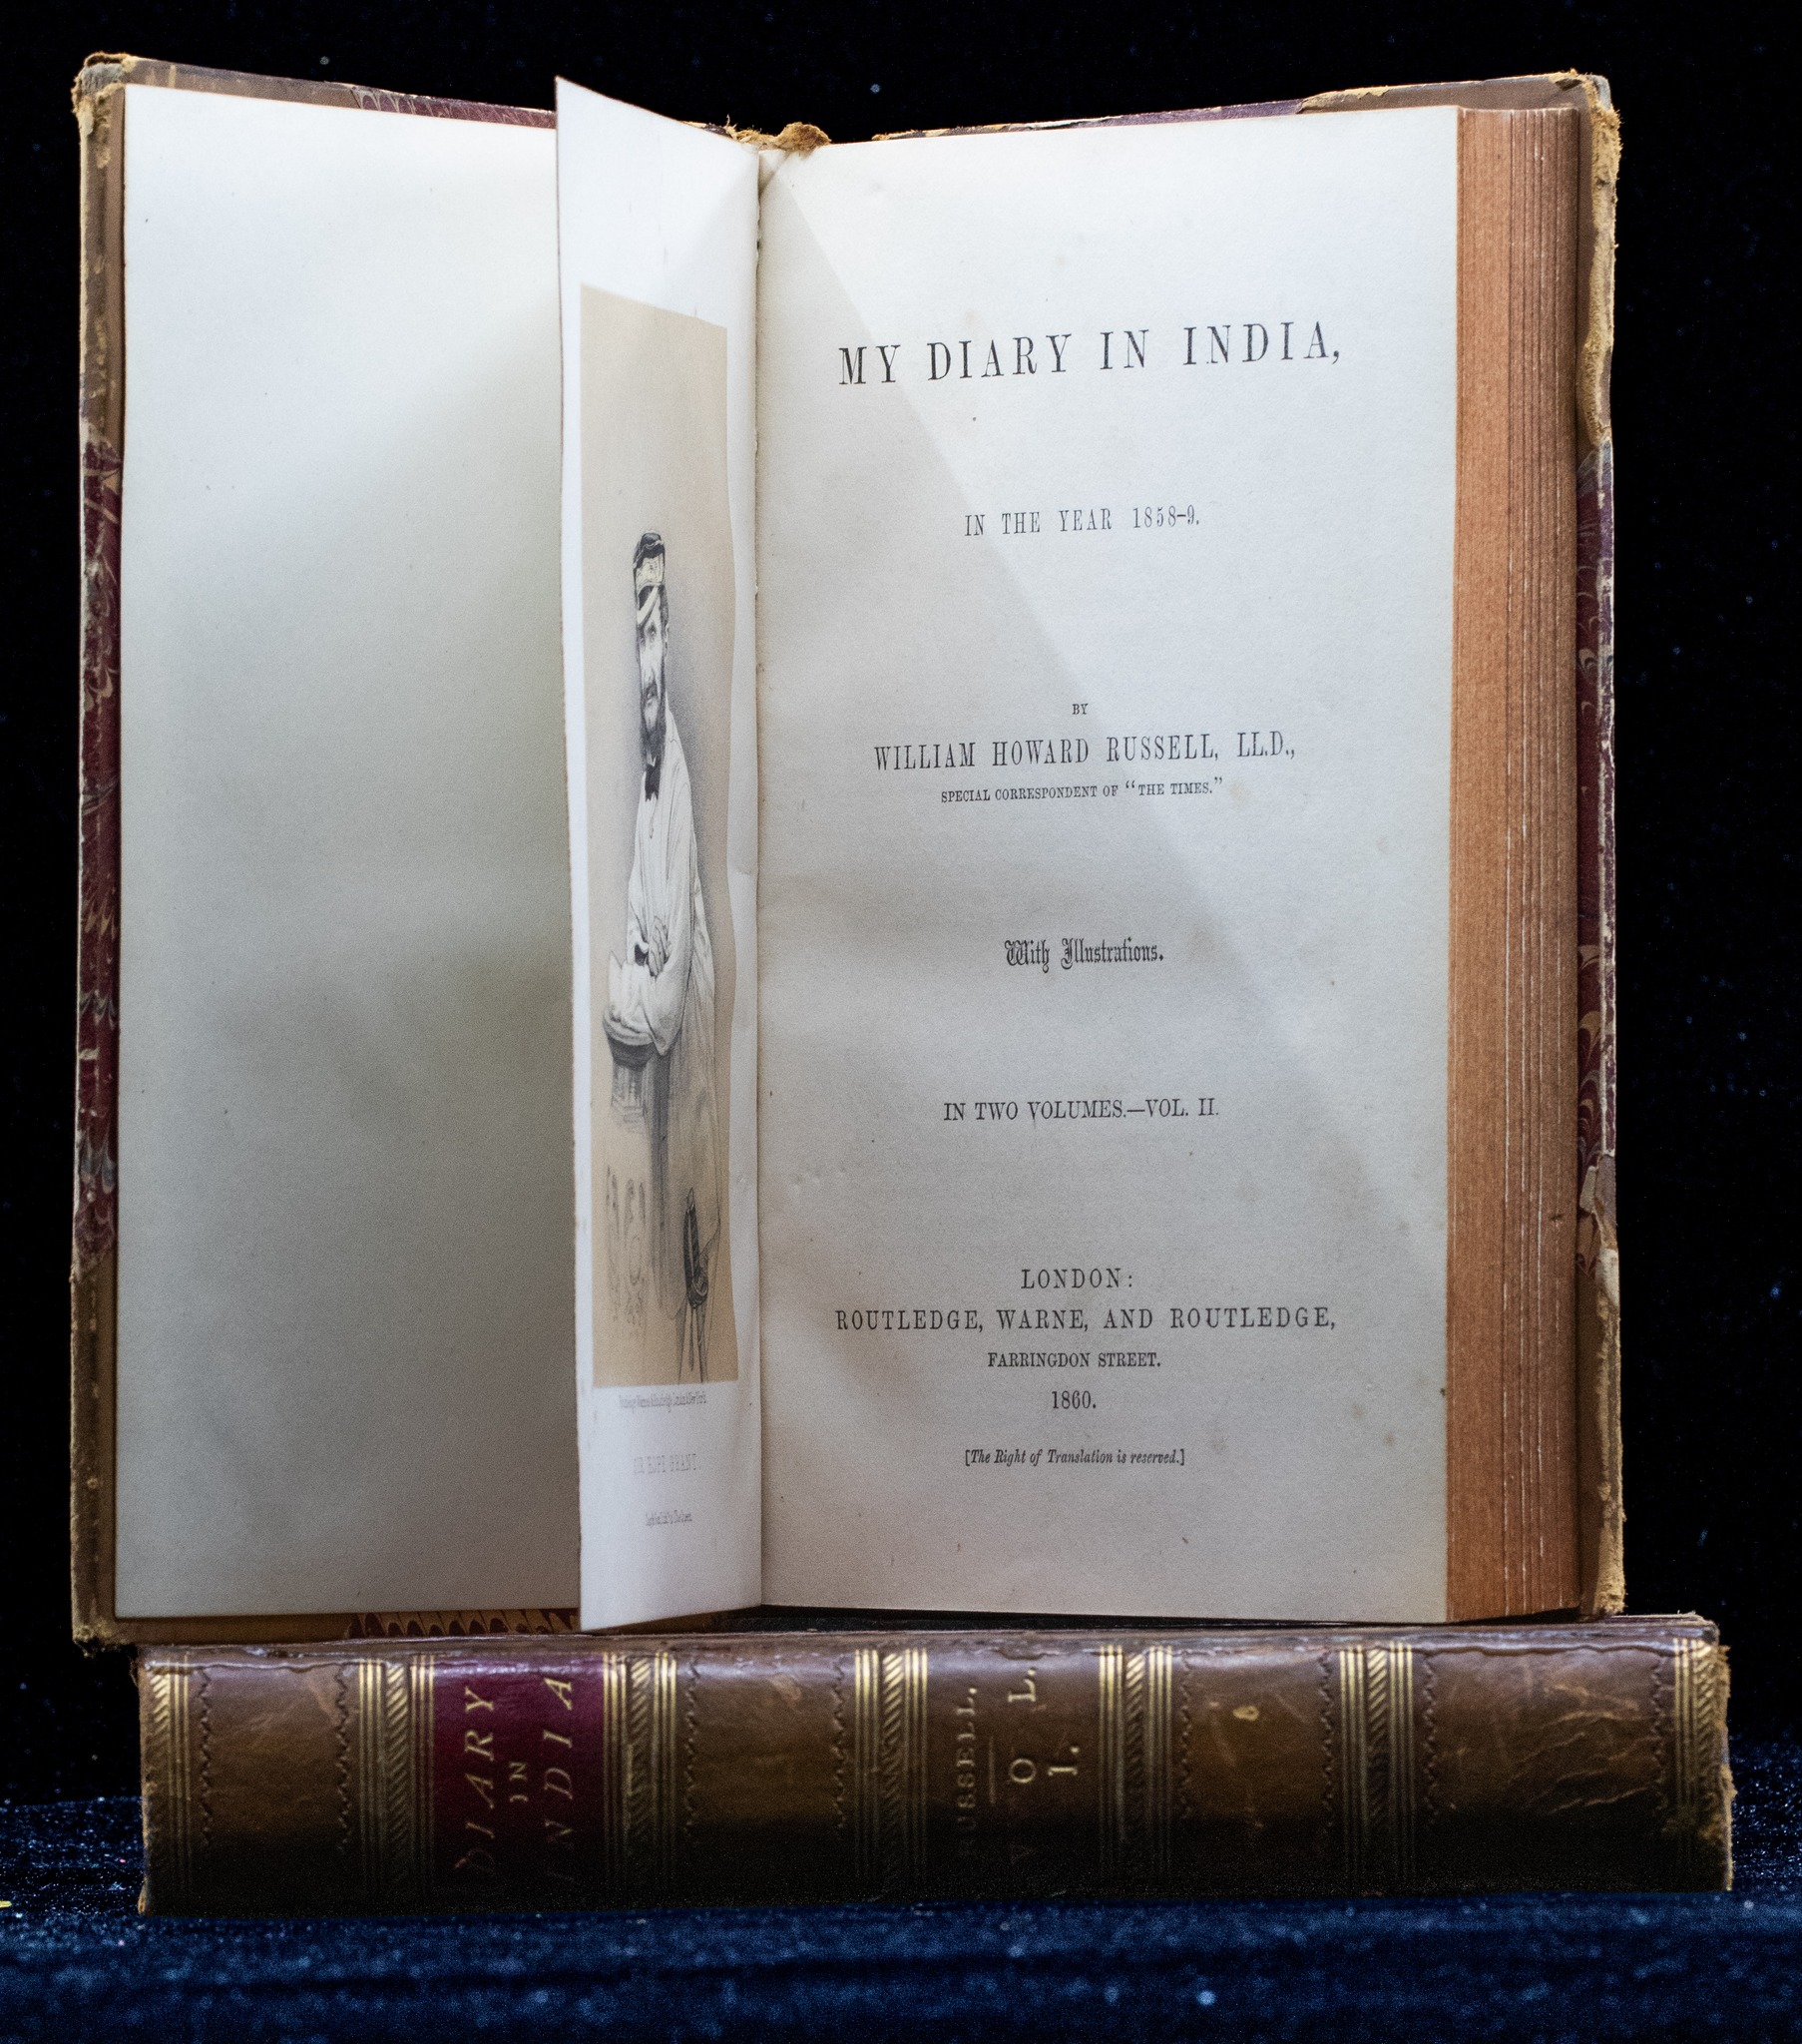 MY DIARY IN INDIA,
IN THE YEAR 1858-9.
BY
WILLIAM HOWARD RUSSELL, LL.D.,
SPECIAL CORRESPONDENT OF “THE TIMES.”
With Illustrations.
IN TWO VOLUMES.—VOL. II.
LONDON:
ROUTLEDGE, WARNE, AND ROUTLEDGE,
FARRINGDON STREET.
1860.
[The Right of Translation is reserved.]
DIARY
IN
INDIA
RUSSELL.
VOL.
1.